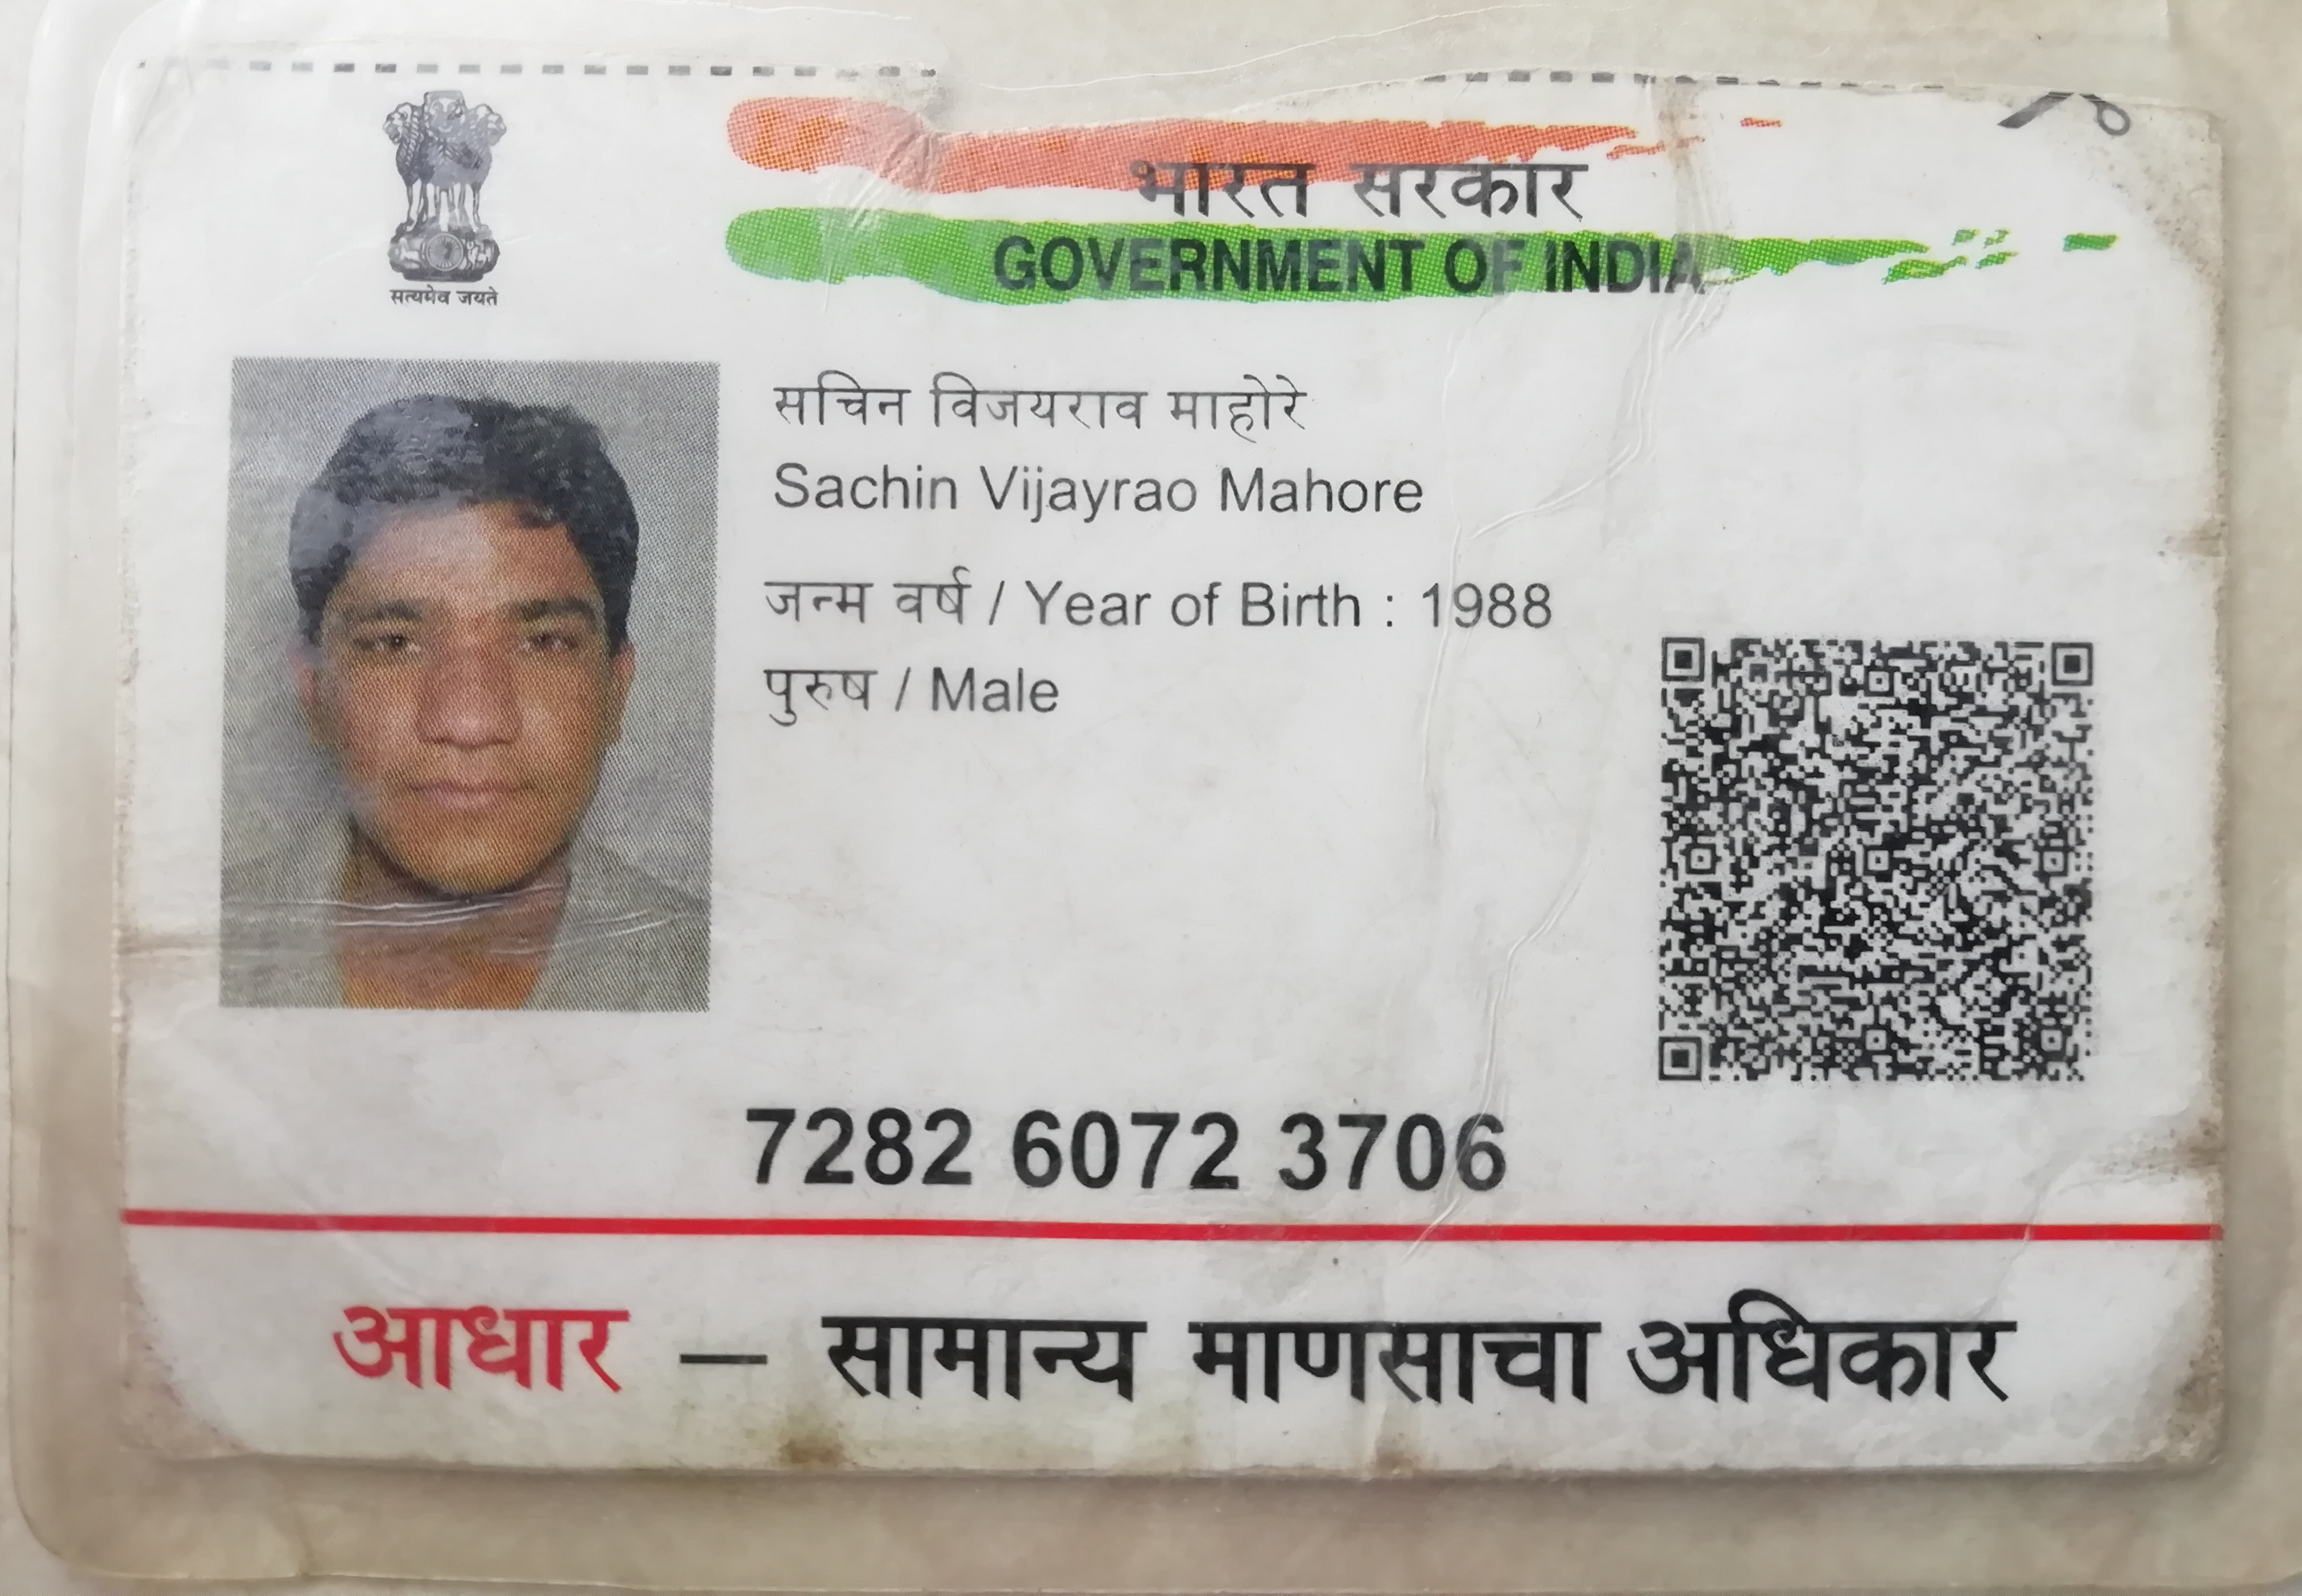 सत्यमेव जयते
भारत सरकार
GOVERNMENT OF INDIA
सचिन विजयराव माहोरे
Sachin Vijayrao Mahore
जन्म वर्ष / Year of Birth : 1988
पुरुष / Male
7282 6072 3706
आधार — सामान्य माणसाचा अधिकार